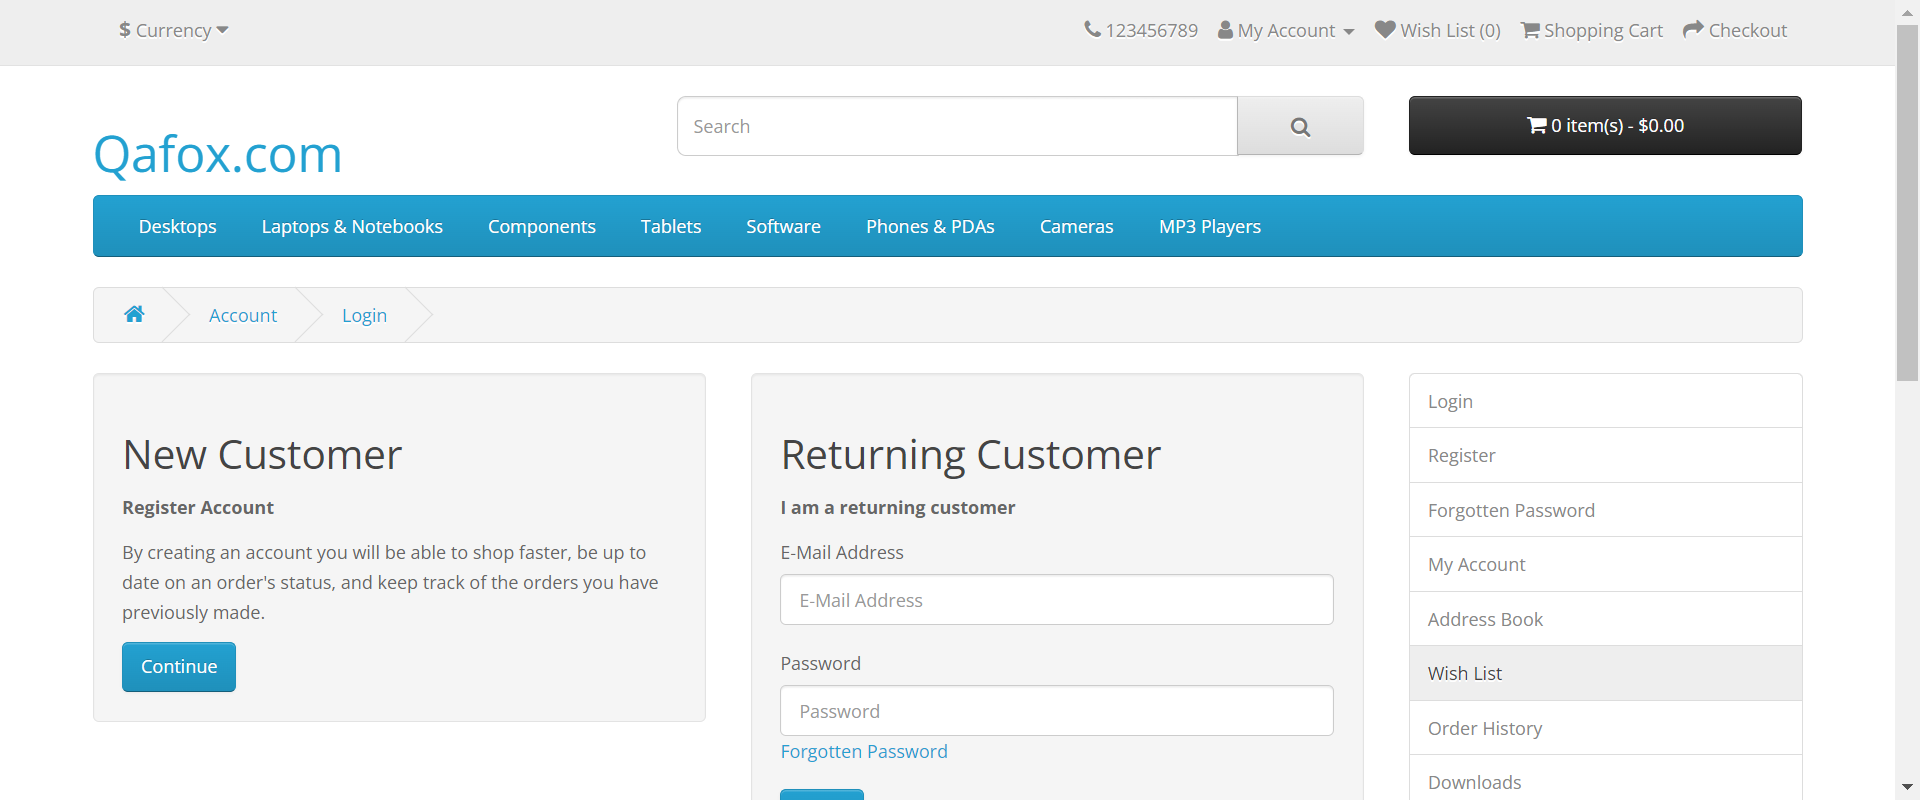 $ Currency
123456789 My Account Wish List (0) Shopping Cart Checkout
Qafox.com
Search
0 item(s) - $0.00
Desktops Laptops & Notebooks Components Tablets Software Phones & PDAs Cameras MP3 Players
Account Login
New Customer
Register Account
By creating an account you will be able to shop faster, be up to
date on an order's status, and keep track of the orders you have
previously made.
Continue
Returning Customer
I am a returning customer
E-Mail Address
E-Mail Address
Password
Password
Forgotten Password
Login
Register
Forgotten Password
My Account
Address Book
Wish List
Order History
Downloads